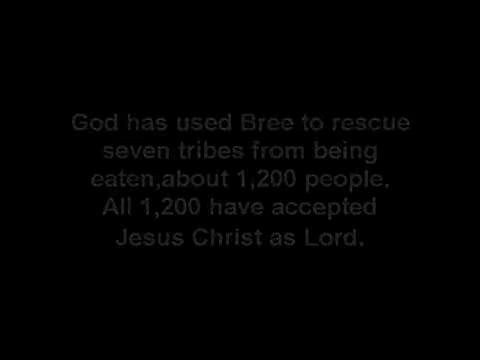 God has used Bree to rescue
seven tribes from being
eaten,about 1,200 people.
All 1,200 have accepted
Jesus Christ as Lord.